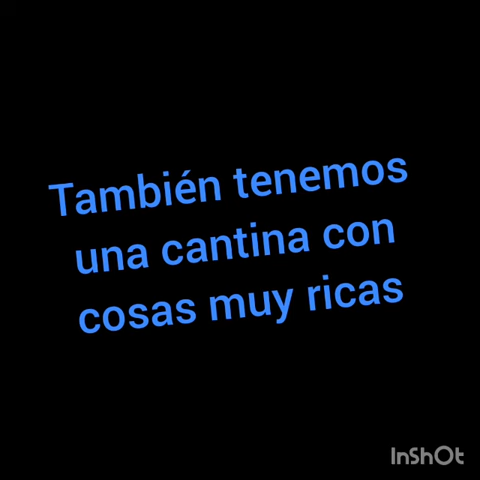 También tenemos
una cantina con
cosas muy ricas
InShOt